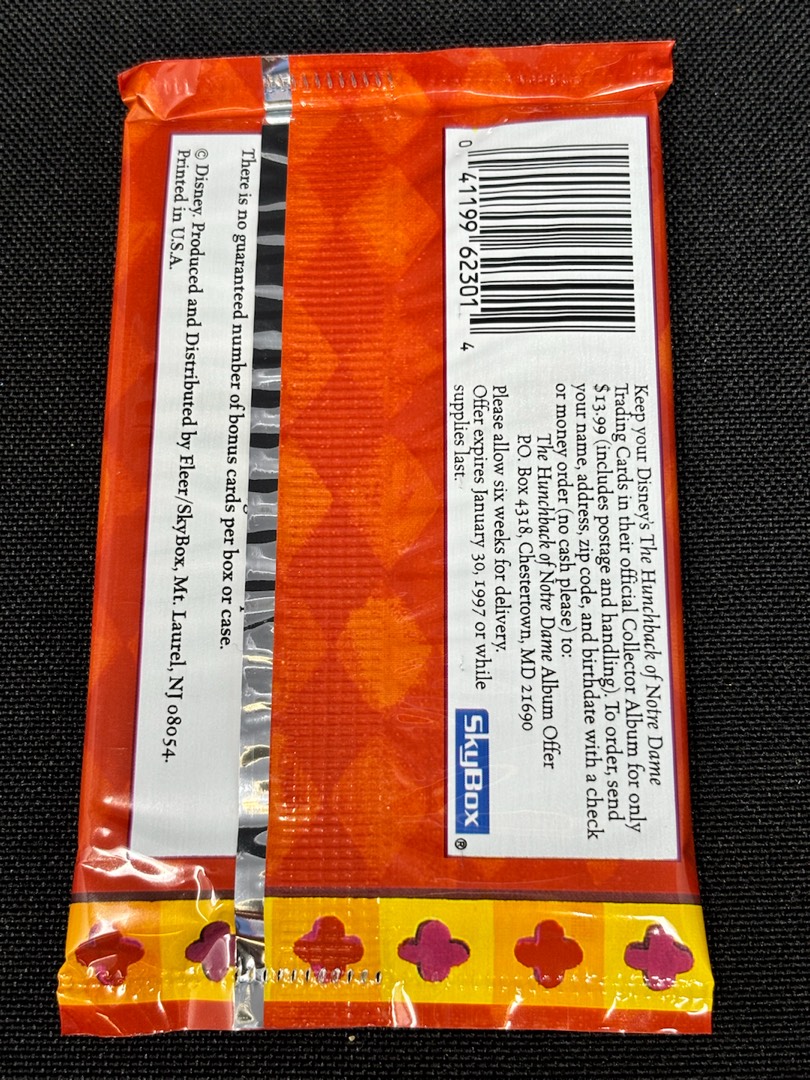 0 41199 62301 4
Keep your Disney's The Hunchback of Notre Dame
Trading Cards in their official Collector Album for only
$13.99 (includes postage and handling). To order, send
your name, address, zip code, and birthdate with a check
or money order (no cash please) to:
The Hunchback of Notre Dame Album Offer
P.O. Box 4318, Chestertown, MD 21690
Please allow six weeks for delivery.
Offer expires January 30, 1997 or while
supplies last.
SkyBox®
There is no guaranteed number of bonus cards per box or case.
© Disney. Produced and Distributed by Fleer/SkyBox, Mt. Laurel, NJ 08054.
Printed in U.S.A.